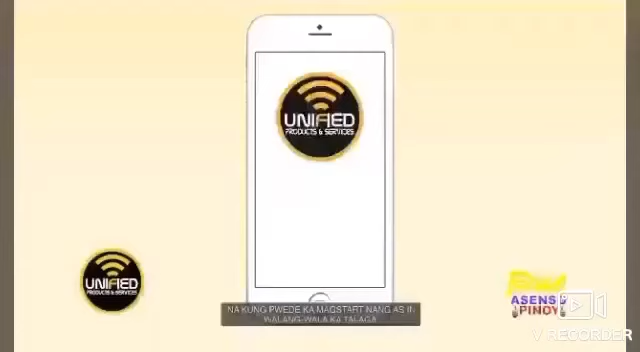 UNIFIED
PRODUCTS & SERVICES
UNIFIED
PRODUCTS & SERVICES
ASENSO
PINOY
V RECORDER
NA KUNG PWEDE KA MAGSTART NANG AS IN
WALANG-WALA KA TALAGA